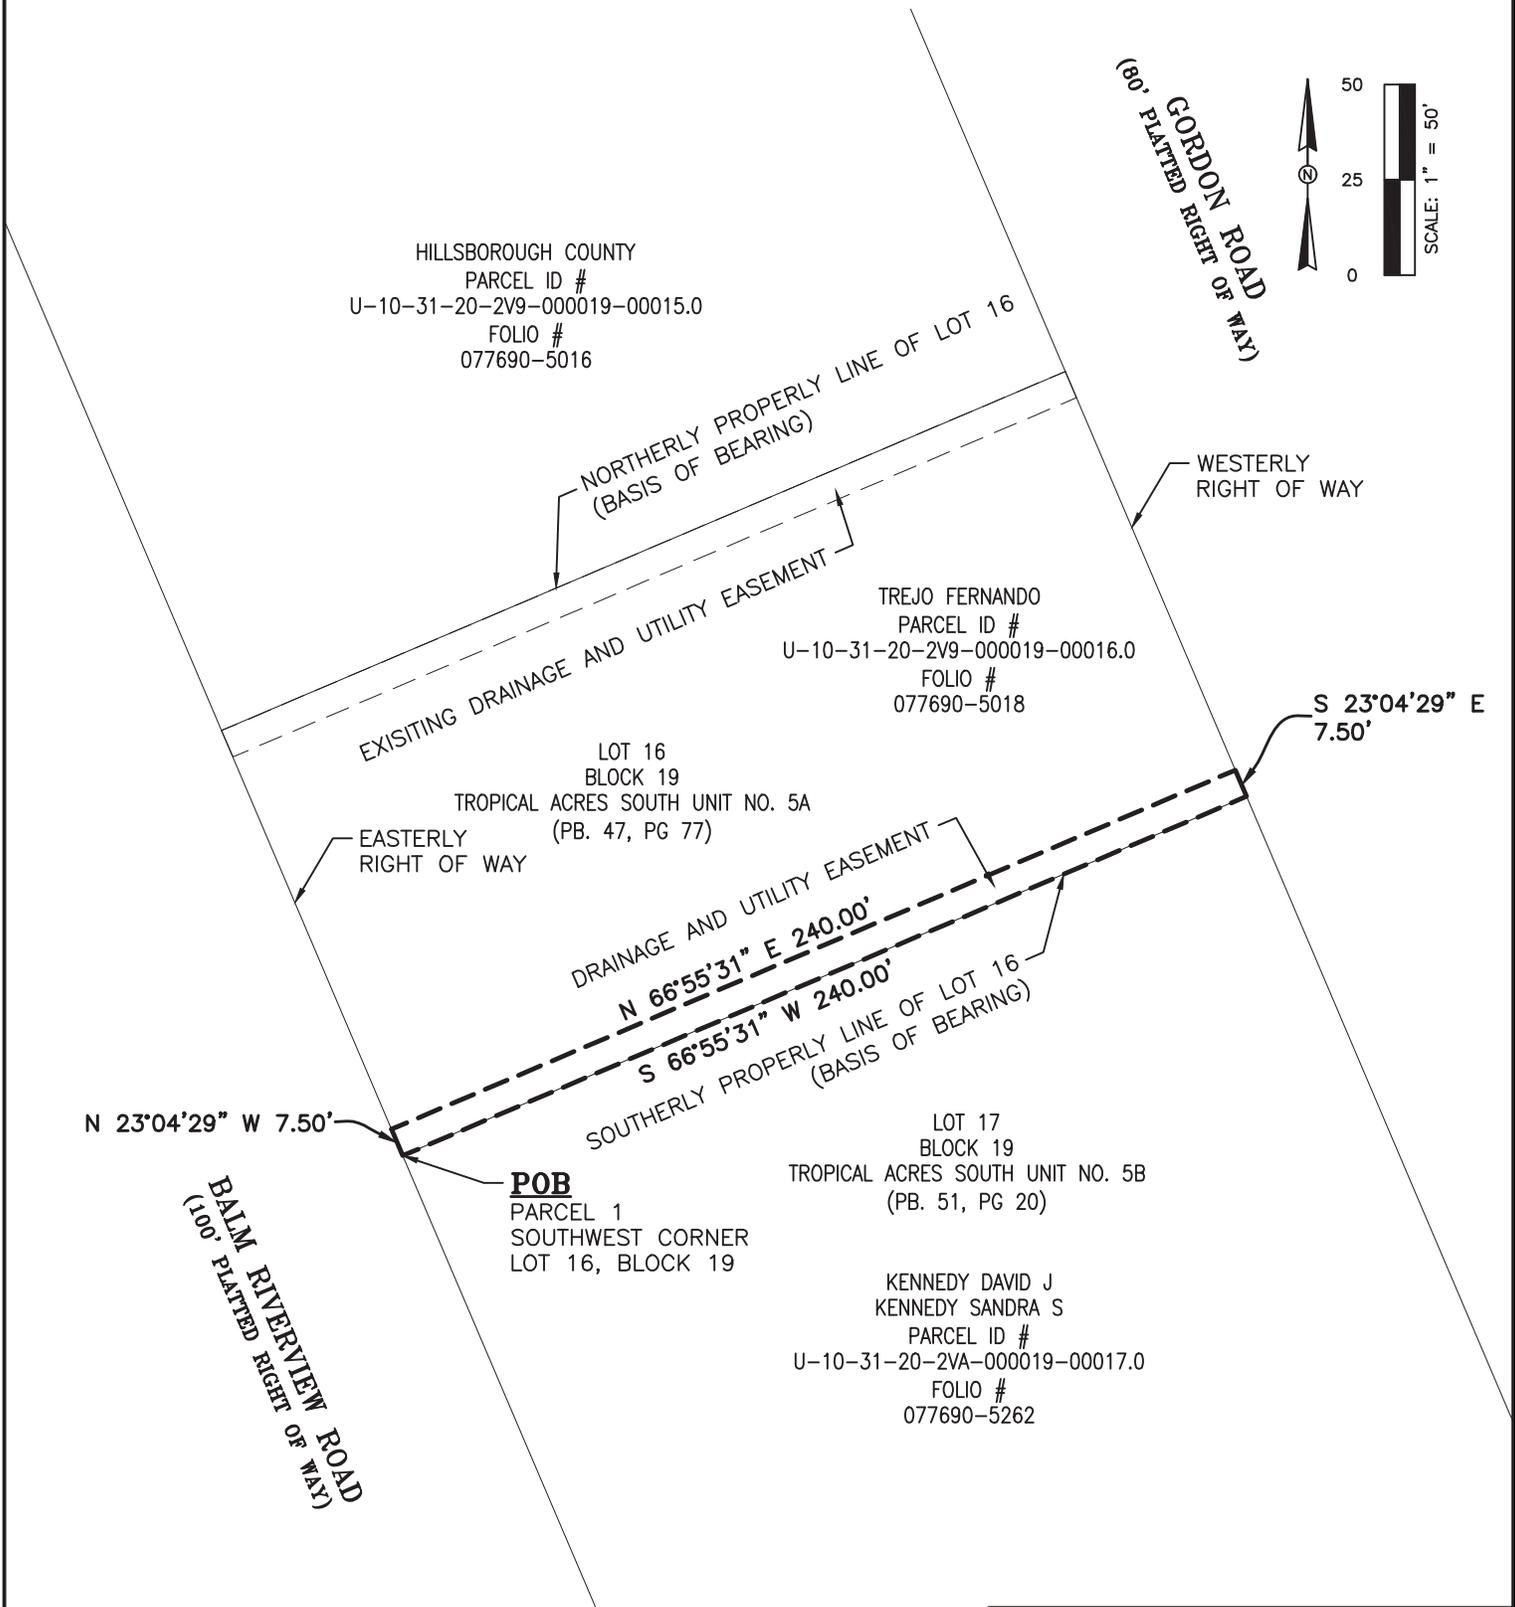 GORDON ROAD
(80' PLATTED RIGHT OF WAY)
50
25
0
SCALE: 1" = 50'
N
HILLSBOROUGH COUNTY
PARCEL ID #
U-10-31-20-2V9-000019-00015.0
FOLIO #
077690-5016
NORTHERLY PROPERLY LINE OF LOT 16
(BASIS OF BEARING)
WESTERLY
RIGHT OF WAY
EXISITING DRAINAGE AND UTILITY EASEMENT
TREJO FERNANDO
PARCEL ID #
U-10-31-20-2V9-000019-00016.0
FOLIO #
077690-5018
S 23°04'29" E
7.50'
LOT 16
BLOCK 19
TROPICAL ACRES SOUTH UNIT NO. 5A
(PB. 47, PG 77)
EASTERLY
RIGHT OF WAY
DRAINAGE AND UTILITY EASEMENT
N 66°55'31" E 240.00'
S 66°55'31" W 240.00'
SOUTHERLY PROPERLY LINE OF LOT 16
(BASIS OF BEARING)
N 23°04'29" W 7.50'
POB
PARCEL 1
SOUTHWEST CORNER
LOT 16, BLOCK 19
LOT 17
BLOCK 19
TROPICAL ACRES SOUTH UNIT NO. 5B
(PB. 51, PG 20)
BALM RIVERVIEW ROAD
(100' PLATTED RIGHT OF WAY)
KENNEDY DAVID J
KENNEDY SANDRA S
PARCEL ID #
U-10-31-20-2VA-000019-00017.0
FOLIO #
077690-5262